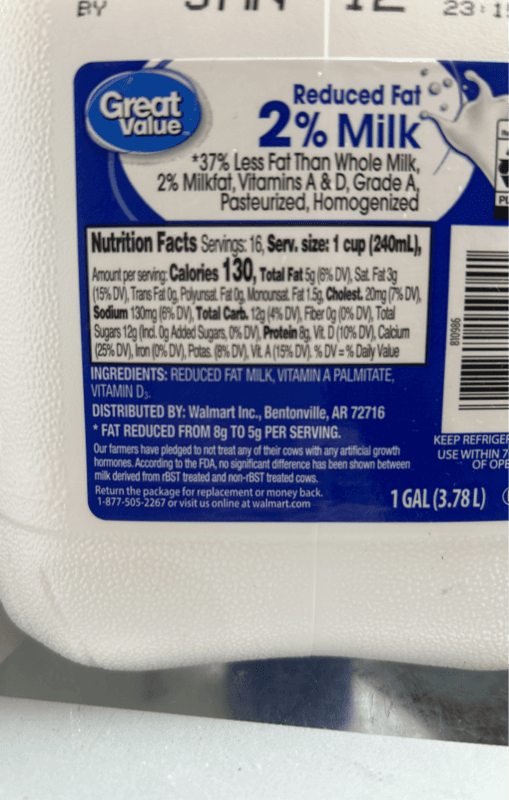 BY JAN 12 23:1
Great
Value
Reduced Fat
2% Milk
*37% Less Fat Than Whole Milk,
2% Milkfat, Vitamins A & D, Grade A,
Pasteurized, Homogenized
Nutrition Facts Servings: 16, Serv. size: 1 cup (240mL),
Amount per serving: Calories 130, Total Fat 5g (6% DV), Sat. Fat 3g
(15% DV), Trans Fat 0g, Polyunsat. Fat 0g, Monounsat. Fat 1.5g, Cholest. 20mg (7% DV),
Sodium 130mg (6% DV), Total Carb. 12g (4% DV), Fiber 0g (0% DV), Total
Sugars 12g (Incl. 0g Added Sugars, 0% DV), Protein 8g, Vit. D (10% DV), Calcium
(25% DV), Iron (0% DV), Potas. (8% DV), Vit. A (15% DV). % DV = % Daily Value
INGREDIENTS: REDUCED FAT MILK, VITAMIN A PALMITATE,
VITAMIN D3.
DISTRIBUTED BY: Walmart Inc., Bentonville, AR 72716
* FAT REDUCED FROM 8g TO 5g PER SERVING.
Our farmers have pledged to not treat any of their cows with any artificial growth
hormones. According to the FDA, no significant difference has been shown between
milk derived from rBST treated and non-rBST treated cows.
Return the package for replacement or money back.
1-877-505-2267 or visit us online at walmart.com
810986
KEEP REFRIGER
USE WITHIN 7
OF OPE
1 GAL (3.78 L)